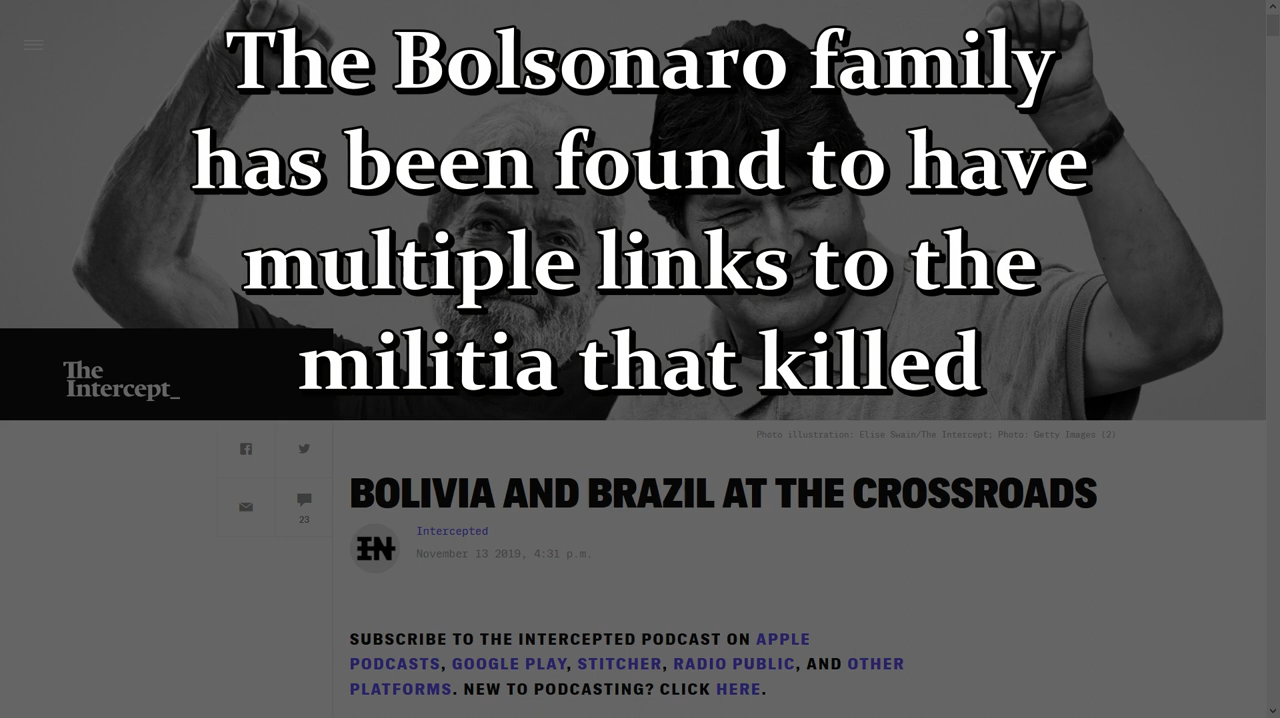 The Bolsonaro family
has been found to have
multiple links to the
militia that killed
The
Intercept_
Photo illustration: Elise Swain/The Intercept; Photo: Getty Images (2)
BOLIVIA AND BRAZIL AT THE CROSSROADS
IN
Intercepted
November 13 2019, 4:31 p.m.
23
SUBSCRIBE TO THE INTERCEPTED PODCAST ON APPLE
PODCASTS, GOOGLE PLAY, STITCHER, RADIO PUBLIC, AND OTHER
PLATFORMS. NEW TO PODCASTING? CLICK HERE.